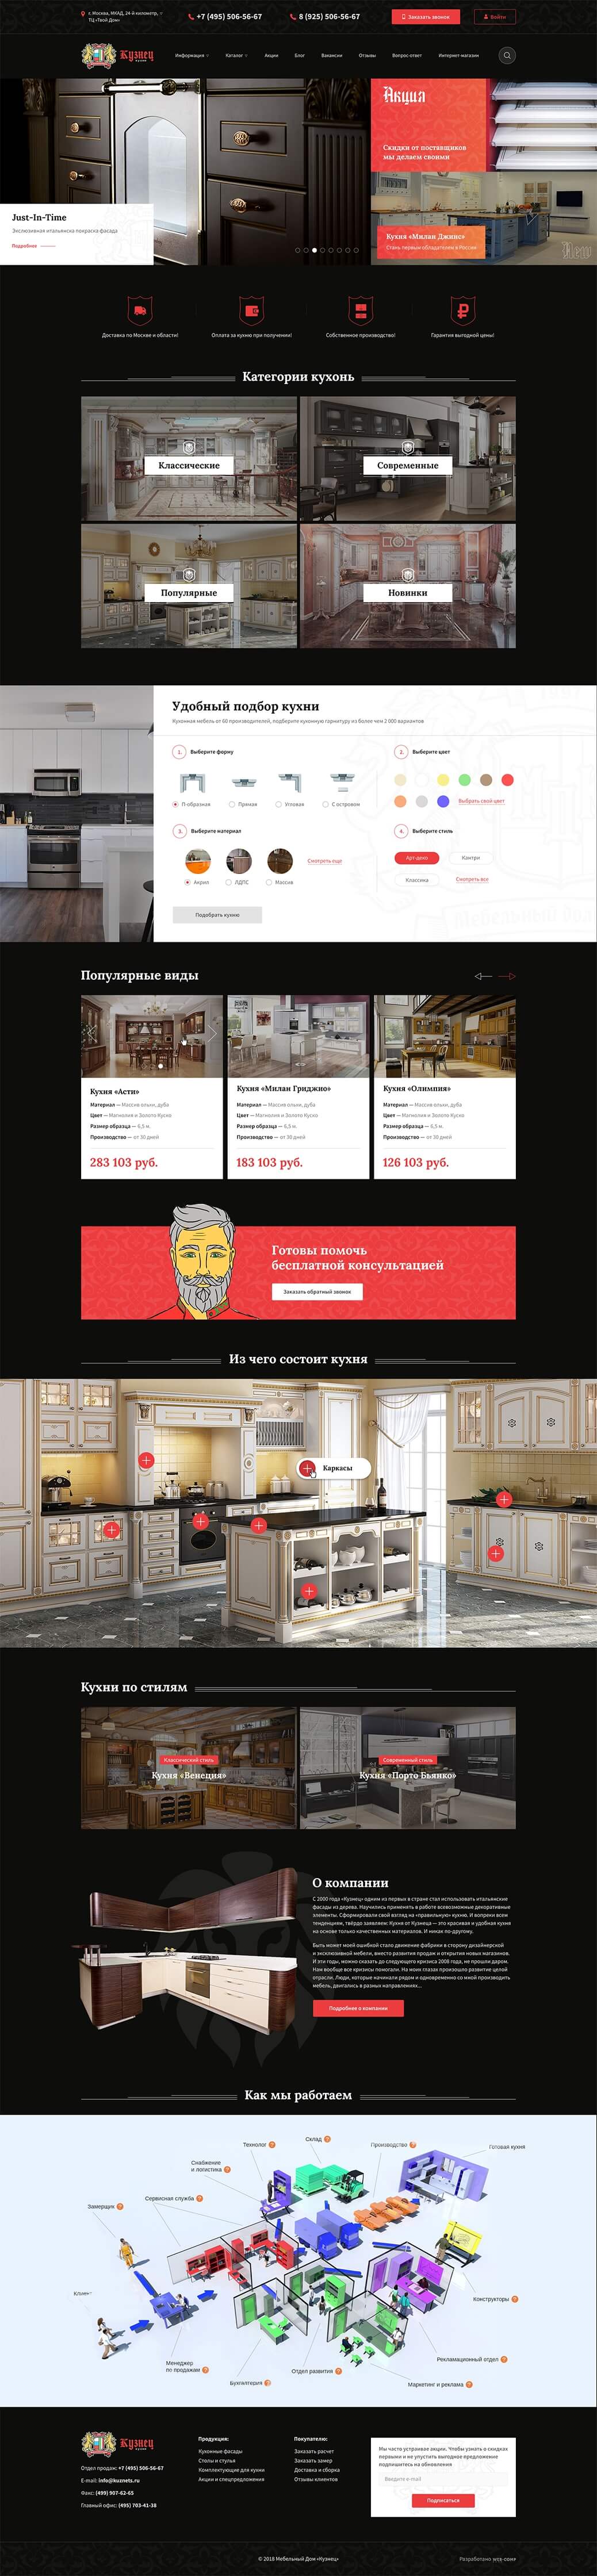 г. Москва, МКАД, 24-й километр,
ТЦ «Твой Дом»
+7 (495) 506-56-67
8 (925) 506-56-67
Заказать звонок
Войти
Кузнец
Информация
Каталог
Акции
Блог
Вакансии
Отзывы
Вопрос-ответ
Интернет-магазин
Акция
Скидки от поставщиков
мы делаем своими
Just-In-Time
Эксклюзивная итальянска покраска фасада
Подробнее
Кухня «Милан Джинс»
Стань первым обладателем в России
New
Доставка по Москве и области!
Оплата за кухню при получении!
Собственное производство!
Гарантия выгодной цены!
Категории кухонь
Классические
Современные
Популярные
Новинки
Удобный подбор кухни
Кухонная мебель от 60 производителей, подберите кухонную гарнитуру из более чем 2 000 вариантов
1. Выберите форму
2. Выберите цвет
П-образная
Прямая
Угловая
С островом
Выбрать свой цвет
3. Выберите материал
4. Выберите стиль
Арт-деко
Кантри
Смотреть еще
Классика
Смотреть все
Акрил
ЛДПС
Массив
Подобрать кухню
Популярные виды
Кухня «Асти»
Материал — Массив ольхи, дуба
Цвет — Магнолия и Золото Куско
Размер образца — 6,5 м.
Производство — от 30 дней
283 103 руб.
Кухня «Милан Гриджио»
Материал — Массив ольхи, дуба
Цвет — Магнолия и Золото Куско
Размер образца — 6,5 м.
Производство — от 30 дней
183 103 руб.
Кухня «Олимпия»
Материал — Массив ольхи, дуба
Цвет — Магнолия и Золото Куско
Размер образца — 6,5 м.
Производство — от 30 дней
126 103 руб.
Готовы помочь
бесплатной консультацией
Заказать обратный звонок
Из чего состоит кухня
Каркасы
Кухни по стилям
Классический стиль
Кухня «Венеция»
Современный стиль
Кухня «Порто Бьянко»
О компании
С 2000 года «Кузнец» одним из первых в стране стал использовать итальянские
фасады из дерева. Научились применять в работе всевозможные декоративные
элементы. Сформировали свой взгляд на «правильную» кухню. И вопреки всем
тенденциям, твёрдо заявляем: Кухня от Кузнеца — это красивая и удобная кухня
на основе только качественных материалов. И никак по-другому.
Быть может моей ошибкой стало движение фабрики в сторону дизайнерской
и эксклюзивной мебели, вместо развития продаж и открытия новых магазинов.
И эти годы, можно сказать до следующего кризиса 2008 года, не прошли даром.
Нам вообще все кризисы помогали. На моих глазах произошло развитие целой
отрасли. Люди, которые начинали рядом и одновременно со мной производить
мебель, двигались в разных направлениях...
Подробнее о компании
Как мы работаем
Склад
Технолог
Производство
Готовая кухня
Снабжение
и логистика
Сервисная служба
Замерщик
Клиент
Конструкторы
Менеджер
по продажам
Рекламационный отдел
Отдел развития
Бухгалтерия
Маркетинг и реклама
Кузнец
Отдел продаж: +7 (495) 506-56-67
E-mail: info@kuznets.ru
Факс: (499) 907-62-65
Главный офис: (495) 703-41-38
Продукция:
Кухонные фасады
Столы и стулья
Комплектующие для кухни
Акции и спецпредложения
Покупателю:
Заказать расчет
Заказать замер
Доставка и сборка
Отзывы клиентов
Мы часто устраивае акции. Чтобы узнать о скидках
первыми и не упустить выгодное предложение
подпишитесь на обновления
Введите e-mail
Подписаться
© 2018 Мебельный Дом «Кузнец»
Разработано